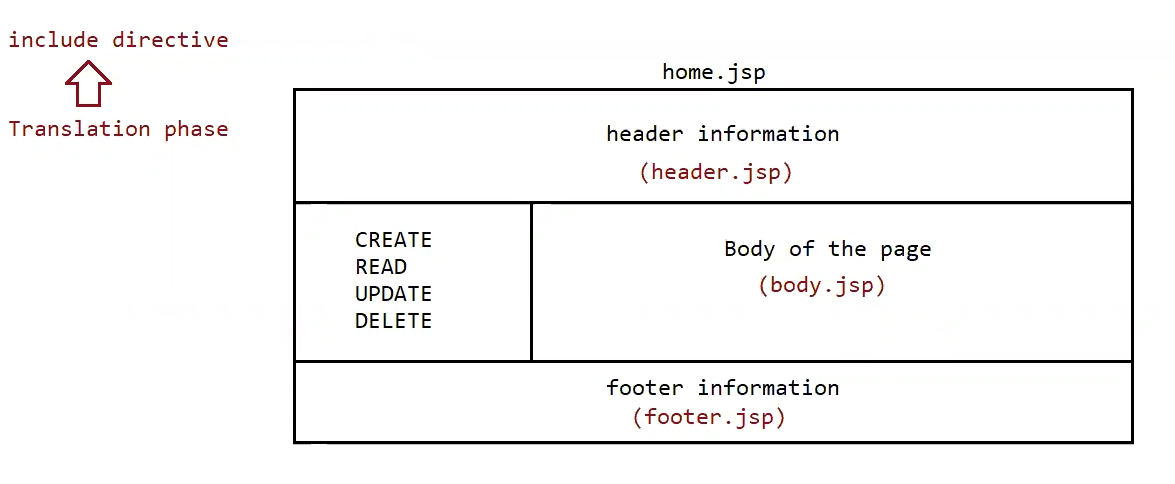 include directive
Translation phase
home.jsp
header information
(header.jsp)
CREATE
READ
UPDATE
DELETE
Body of the page
(body.jsp)
footer information
(footer.jsp)